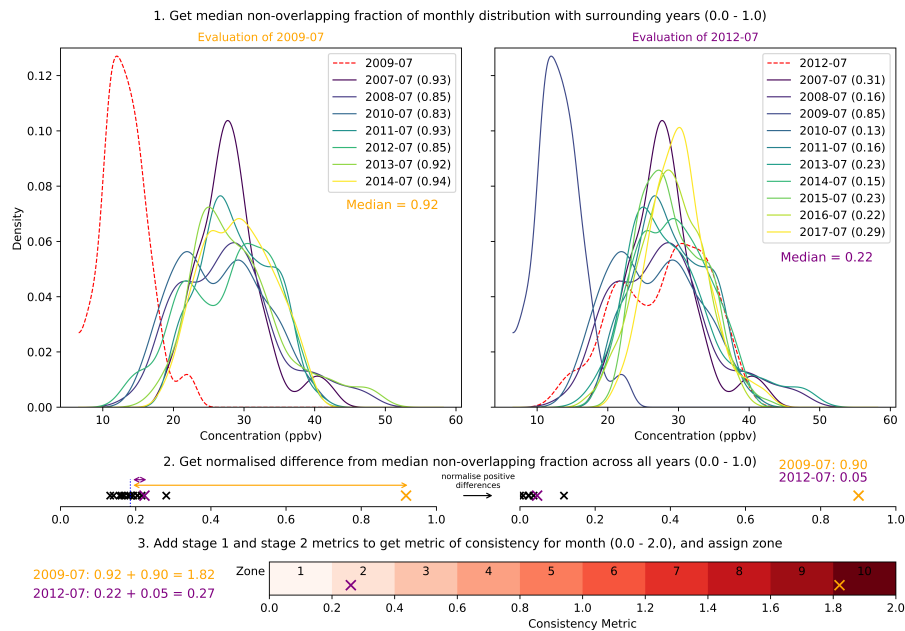 1. Get median non-overlapping fraction of monthly distribution with surrounding years (0.0 - 1.0)
Evaluation of 2009-07
Density
0.12
0.10
0.08
0.06
0.04
0.02
0.00
2009-07
2007-07 (0.93)
2008-07 (0.85)
2010-07 (0.83)
2011-07 (0.93)
2012-07 (0.85)
2013-07 (0.92)
2014-07 (0.94)
Median = 0.92
10 20 30 40 50 60
Concentration (ppbv)
Evaluation of 2012-07
2012-07
2007-07 (0.31)
2008-07 (0.16)
2009-07 (0.85)
2010-07 (0.13)
2011-07 (0.16)
2013-07 (0.23)
2014-07 (0.15)
2015-07 (0.23)
2016-07 (0.22)
2017-07 (0.29)
Median = 0.22
10 20 30 40 50 60
Concentration (ppbv)
2. Get normalised difference from median non-overlapping fraction across all years (0.0 - 1.0)
2009-07: 0.90
2012-07: 0.05
normalise positive
differences
0.0 0.2 0.4 0.6 0.8 1.0
0.0 0.2 0.4 0.6 0.8 1.0
3. Add stage 1 and stage 2 metrics to get metric of consistency for month (0.0 - 2.0), and assign zone
2009-07: 0.92 + 0.90 = 1.82
2012-07: 0.22 + 0.05 = 0.27
Zone 1 2 3 4 5 6 7 8 9 10
0.0 0.2 0.4 0.6 0.8 1.0 1.2 1.4 1.6 1.8 2.0
Consistency Metric